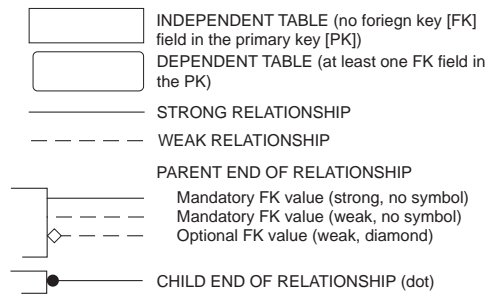 INDEPENDENT TABLE (no foriegn key [FK]
field in the primary key [PK])
DEPENDENT TABLE (at least one FK field in
the PK)
STRONG RELATIONSHIP
WEAK RELATIONSHIP
PARENT END OF RELATIONSHIP
Mandatory FK value (strong, no symbol)
Mandatory FK value (weak, no symbol)
Optional FK value (weak, diamond)
CHILD END OF RELATIONSHIP (dot)